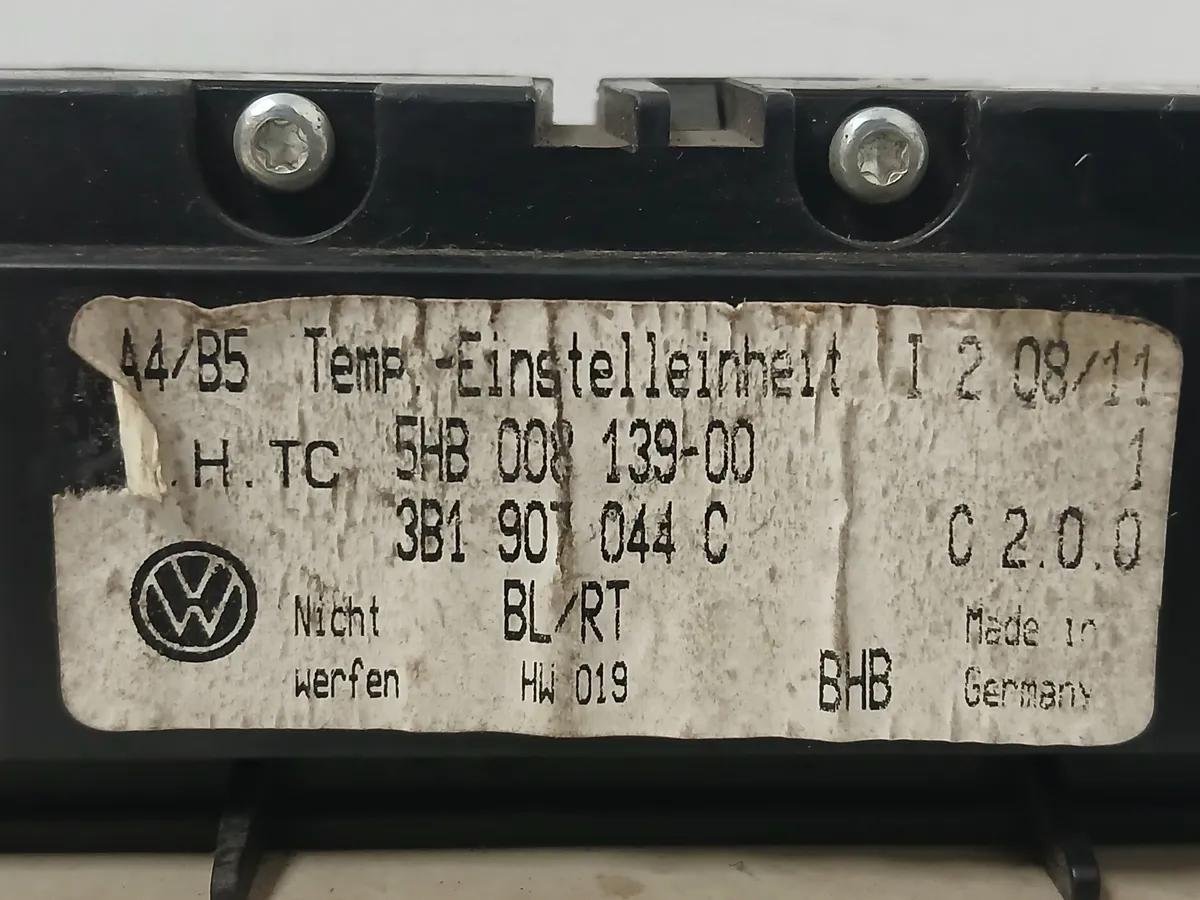 A4/B5 Temp.-Einstelleinheit I 2 08/11
.H.TC 5HB 008 139-00 1
3B1 907 044 C C 2.0.0
VW Nicht BL/RT Made in
werfen HW 019 BHB Germany